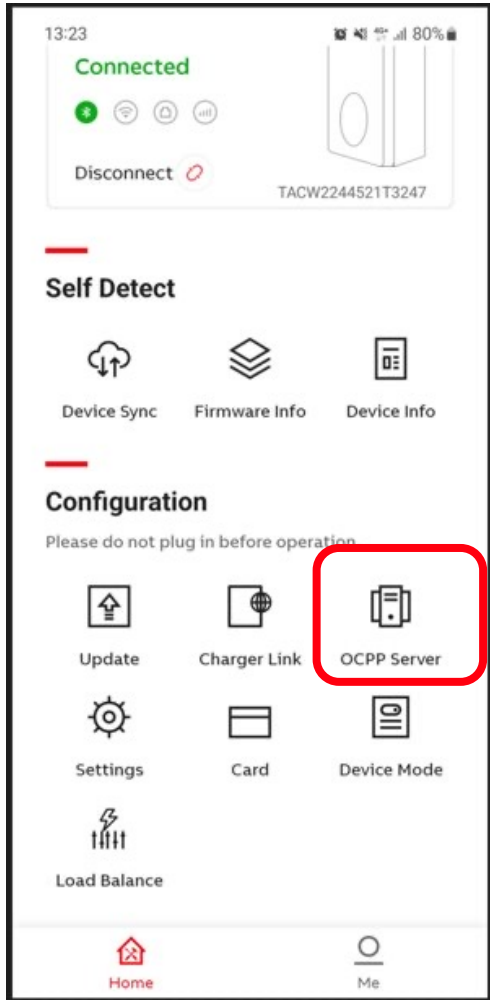 13:23 80%
Connected
Disconnect
TACW2244521T3247
Self Detect
Device Sync Firmware Info Device Info
Configuration
Please do not plug in before operation
Update Charger Link OCPP Server
Settings Card Device Mode
Load Balance
Home Me